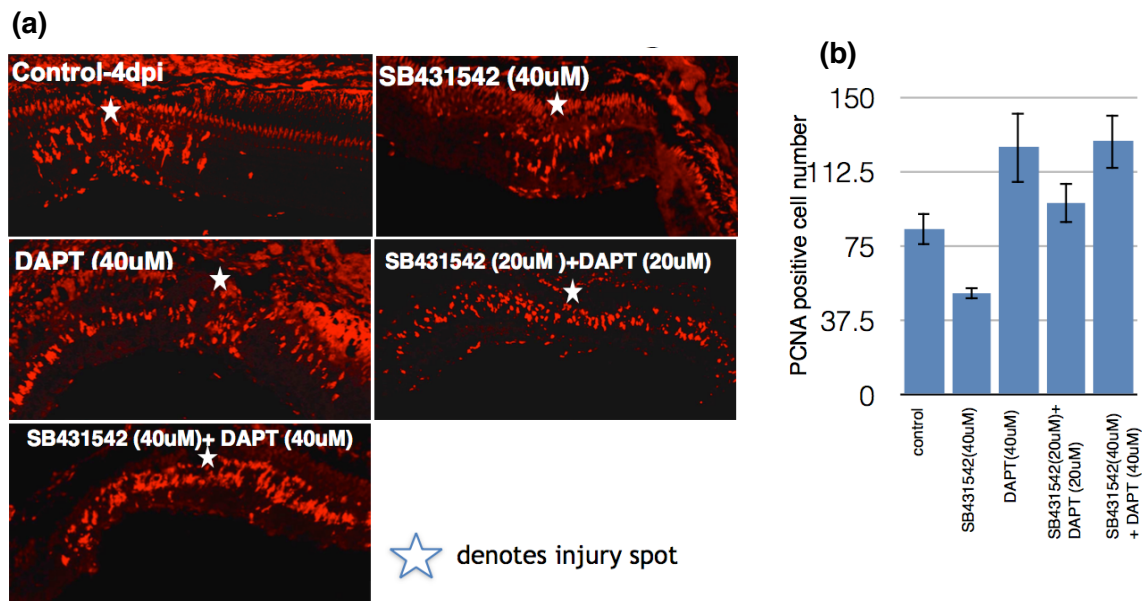 (a)
Control-4dpi
SB431542 (40uM)
DAPT (40uM)
SB431542 (20uM )+DAPT (20uM)
SB431542 (40uM)+ DAPT (40uM)
denotes injury spot
(b)
PCNA positive cell number
150
112.5
75
37.5
0
control
SB431542(40uM)
DAPT(40uM)
SB431542(20uM)+
DAPT (20uM)
SB431542(40uM)
+ DAPT (40uM)